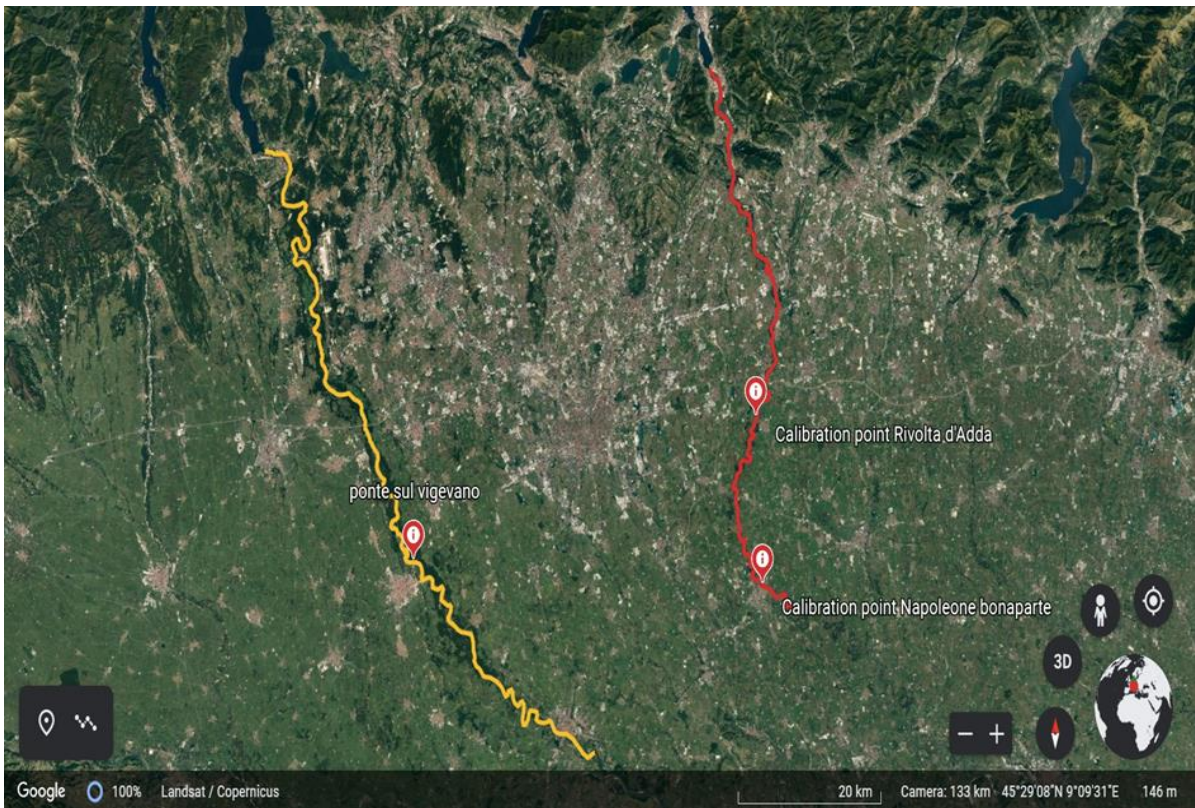 Calibration point Rivolta d'Adda
ponte sul vigevano
Calibration point Napoleone bonaparte
3D
Google
100%
Landsat / Copernicus
20 km
Camera: 133 km
45°29'08"N 9°09'31"E
146 m